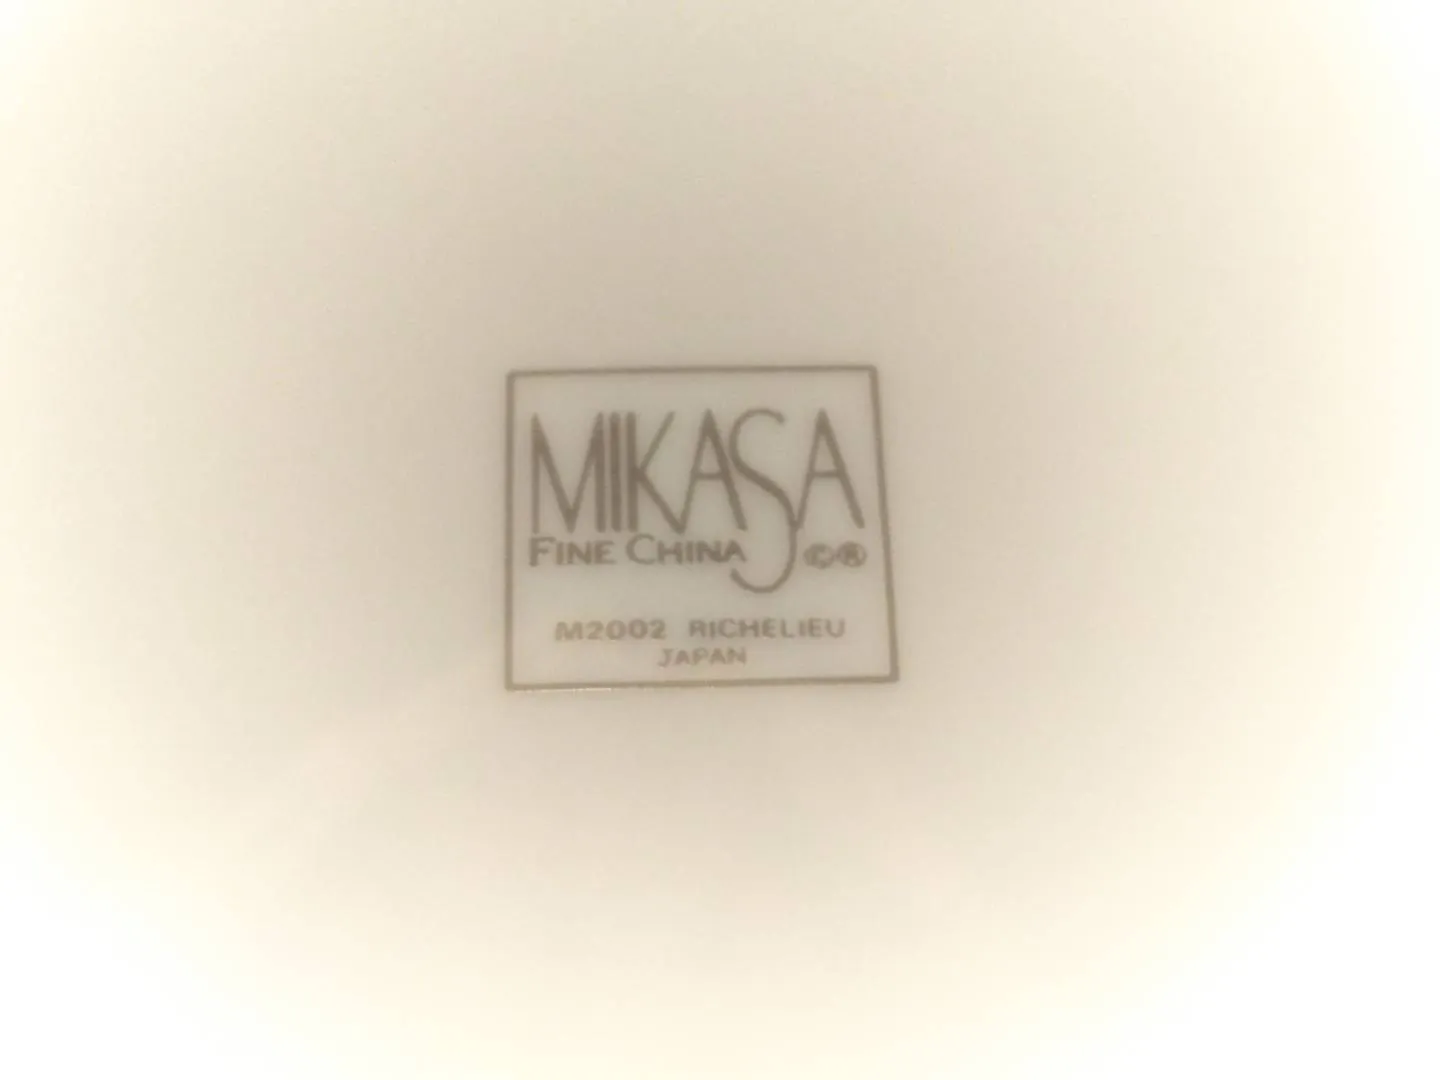 MIKASA
FINE CHINA ©®
M2002 RICHELIEU
JAPAN